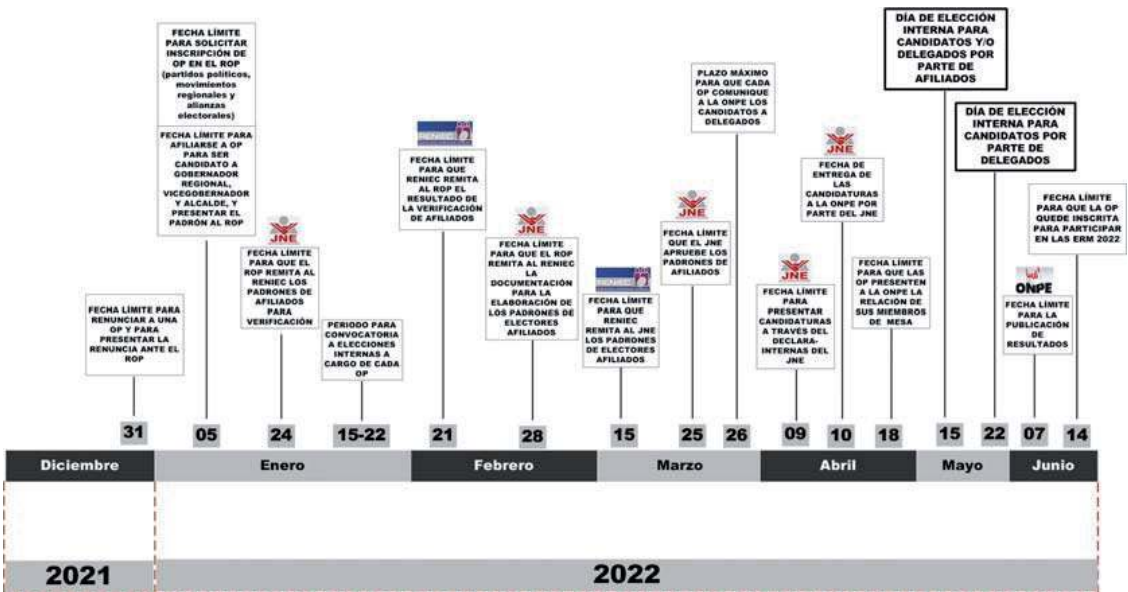 FECHA LÍMITE PARA
RENUNCIAR A UNA
OP Y PARA
PRESENTAR LA
RENUNCIA ANTE EL
ROP
31
FECHA LÍMITE
PARA SOLICITAR
INSCRIPCIÓN DE
OP EN EL ROP
(partidos políticos,
movimientos
regionales y
alianzas
electorales)
FECHA LÍMITE PARA
AFILIARSE A OP
PARA SER
CANDIDATO A
GOBERNADOR
REGIONAL,
VICEGOBERNADOR
Y ALCALDE, Y
PRESENTAR EL
PADRÓN AL ROP
05
JNE
FECHA LÍMITE
PARA QUE EL
ROP REMITA AL
RENIEC LOS
PADRONES DE
AFILIADOS
PARA
VERIFICACIÓN
24
PERIODO PARA
CONVOCATORIA
A ELECCIONES
INTERNAS A
CARGO DE CADA
OP
15-22
RENIEC
FECHA LÍMITE
PARA QUE
RENIEC REMITA
AL ROP EL
RESULTADO DE
LA VERIFICACIÓN
DE AFILIADOS
21
JNE
FECHA LÍMITE
PARA QUE EL ROP
REMITA AL RENIEC
LA
DOCUMENTACIÓN
PARA LA
ELABORACIÓN DE
LOS PADRONES DE
ELECTORES
AFILIADOS
28
RENIEC
FECHA LÍMITE
PARA QUE
RENIEC
REMITA AL JNE
LOS PADRONES
DE ELECTORES
AFILIADOS
15
JNE
FECHA LÍMITE
QUE EL JNE
APRUEBE LOS
PADRONES DE
AFILIADOS
25
PLAZO MÁXIMO
PARA QUE CADA
OP COMUNIQUE
A LA ONPE LOS
CANDIDATOS A
DELEGADOS
26
JNE
FECHA LÍMITE
PARA
PRESENTAR
CANDIDATURAS
A TRAVÉS DEL
DECLARA-
INTERNAS DEL
JNE
09
JNE
FECHA DE
ENTREGA DE
LAS
CANDIDATURAS
A LA ONPE POR
PARTE DEL JNE
10
FECHA LÍMITE
PARA QUE LAS
OP PRESENTEN
A LA ONPE LA
RELACIÓN DE
SUS MIEMBROS
DE MESA
18
DÍA DE ELECCIÓN
INTERNA PARA
CANDIDATOS Y/O
DELEGADOS POR
PARTE DE
AFILIADOS
15
DÍA DE ELECCIÓN
INTERNA PARA
CANDIDATOS POR
PARTE DE
DELEGADOS
22
ONPE
FECHA LÍMITE
PARA LA
PUBLICACIÓN
DE
RESULTADOS
07
FECHA LÍMITE
PARA QUE LA OP
QUEDE INSCRITA
PARA PARTICIPAR
EN LAS ERM 2022
14
Diciembre
Enero
Febrero
Marzo
Abril
Mayo
Junio
2021
2022